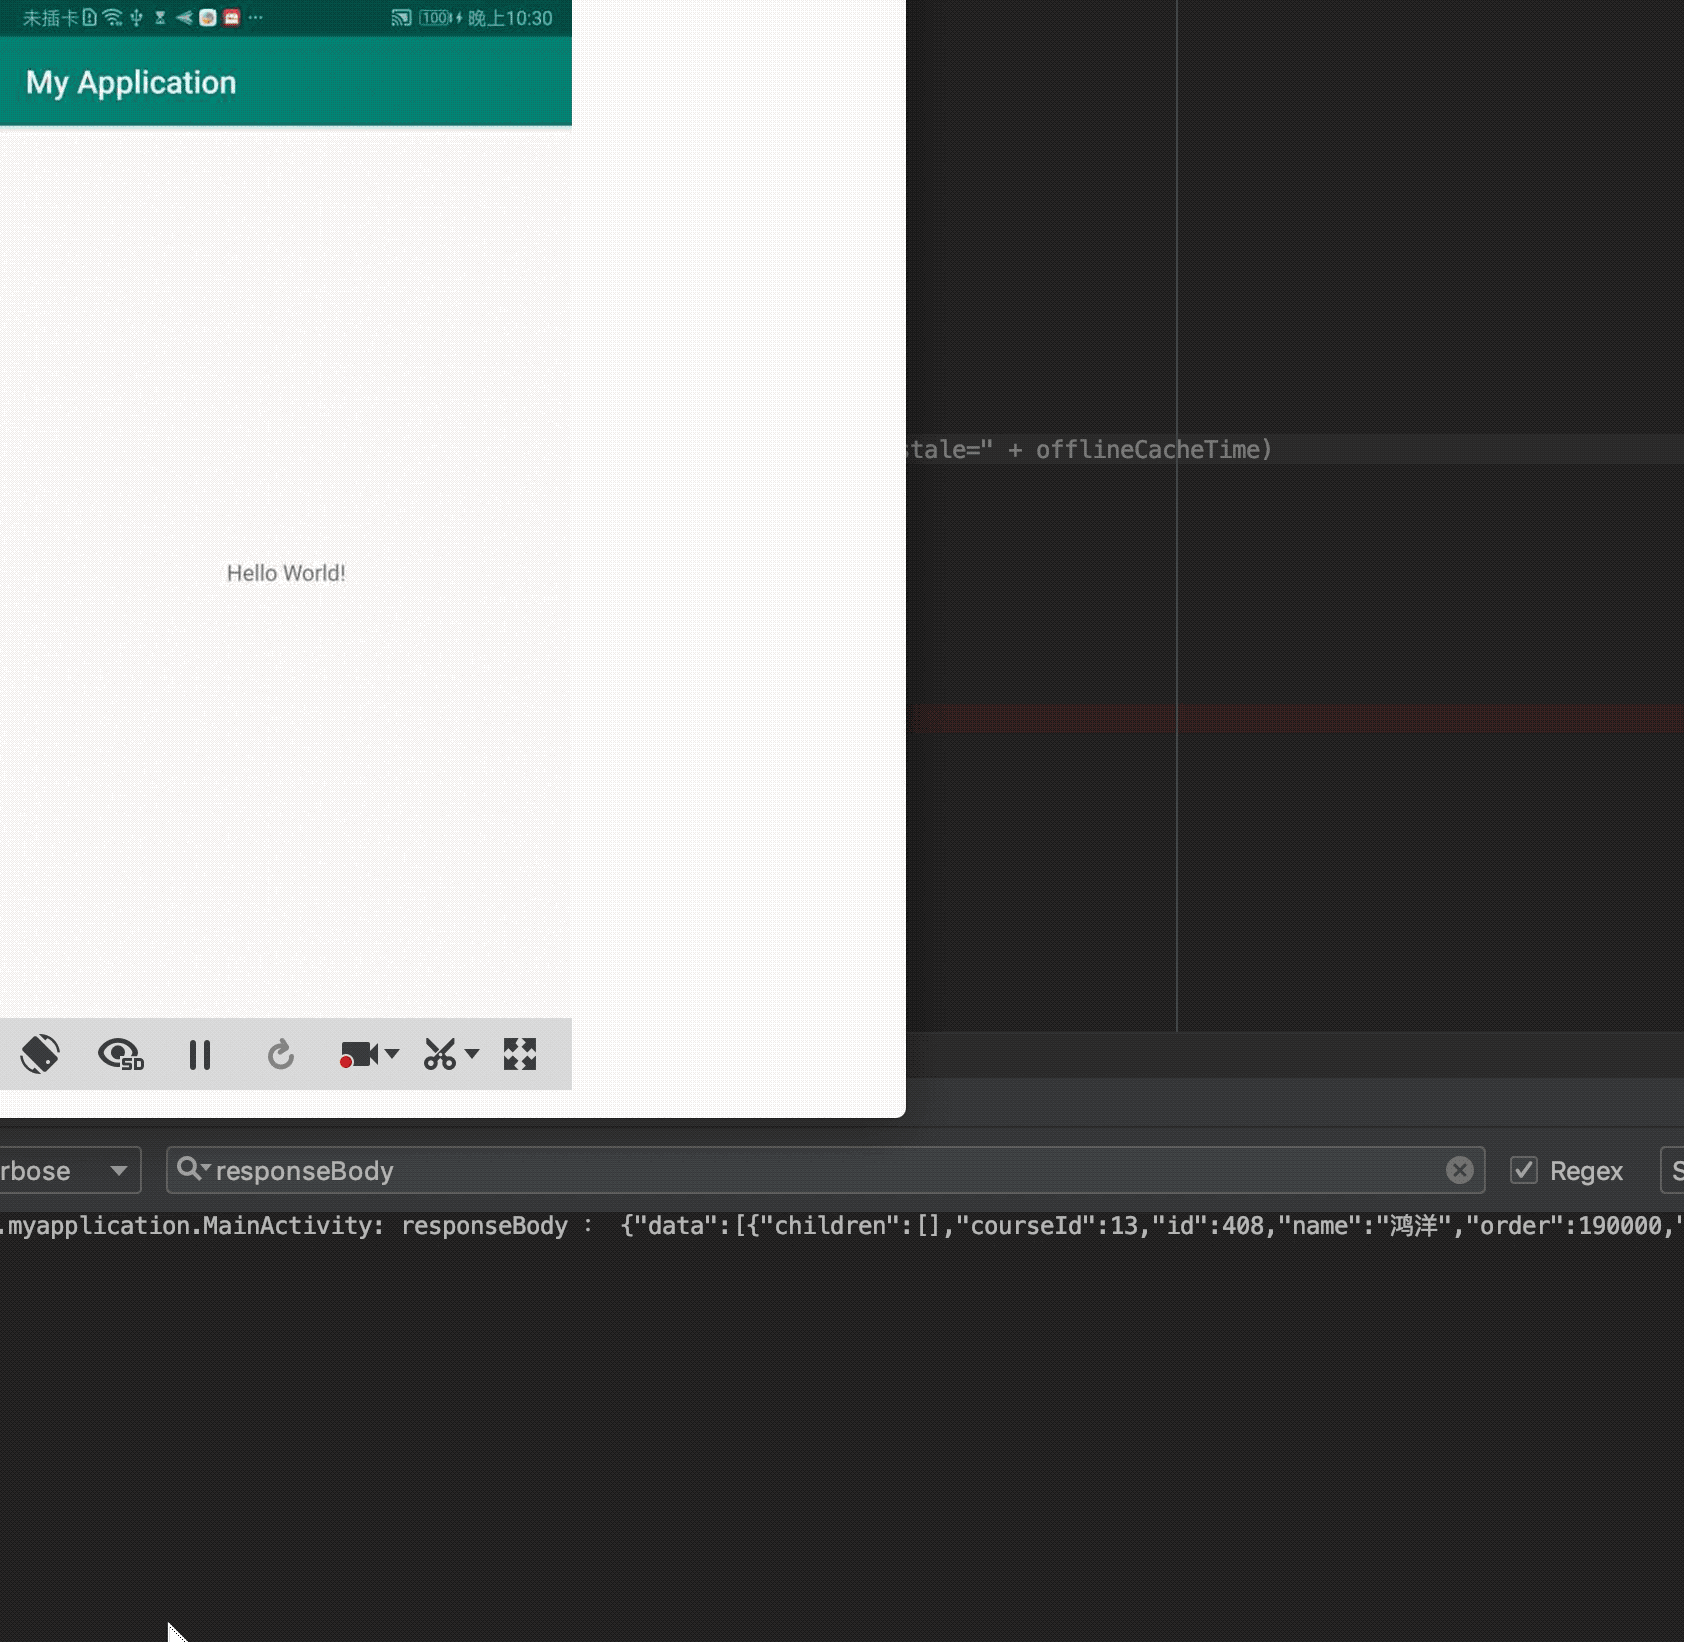 未插卡 100 晚上10:30
My Application
stale=" + offlineCacheTime)
Hello World!
SD
rbose responseBody Regex S
.myapplication.MainActivity: responseBody : {"data":[{"children":[],"courseId":13,"id":408,"name":"鸿洋","order":190000,"